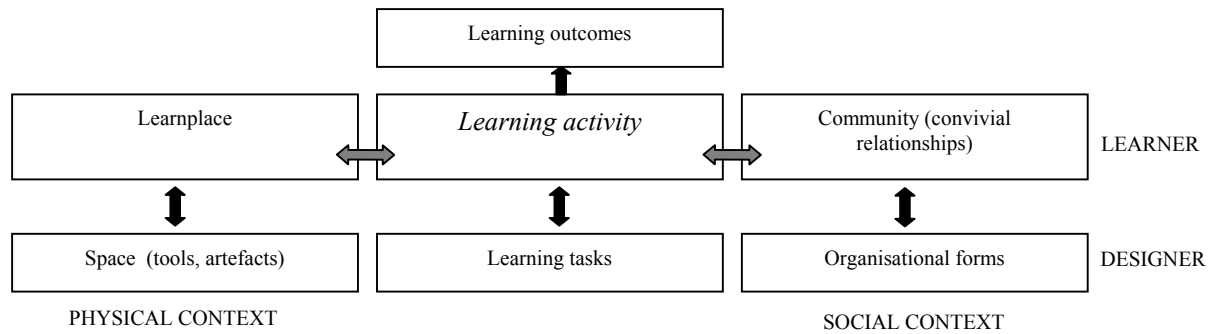 Learning outcomes
Learnplace
Learning activity
Community (convivial
relationships)
LEARNER
Space (tools, artefacts)
Learning tasks
Organisational forms
DESIGNER
PHYSICAL CONTEXT
SOCIAL CONTEXT